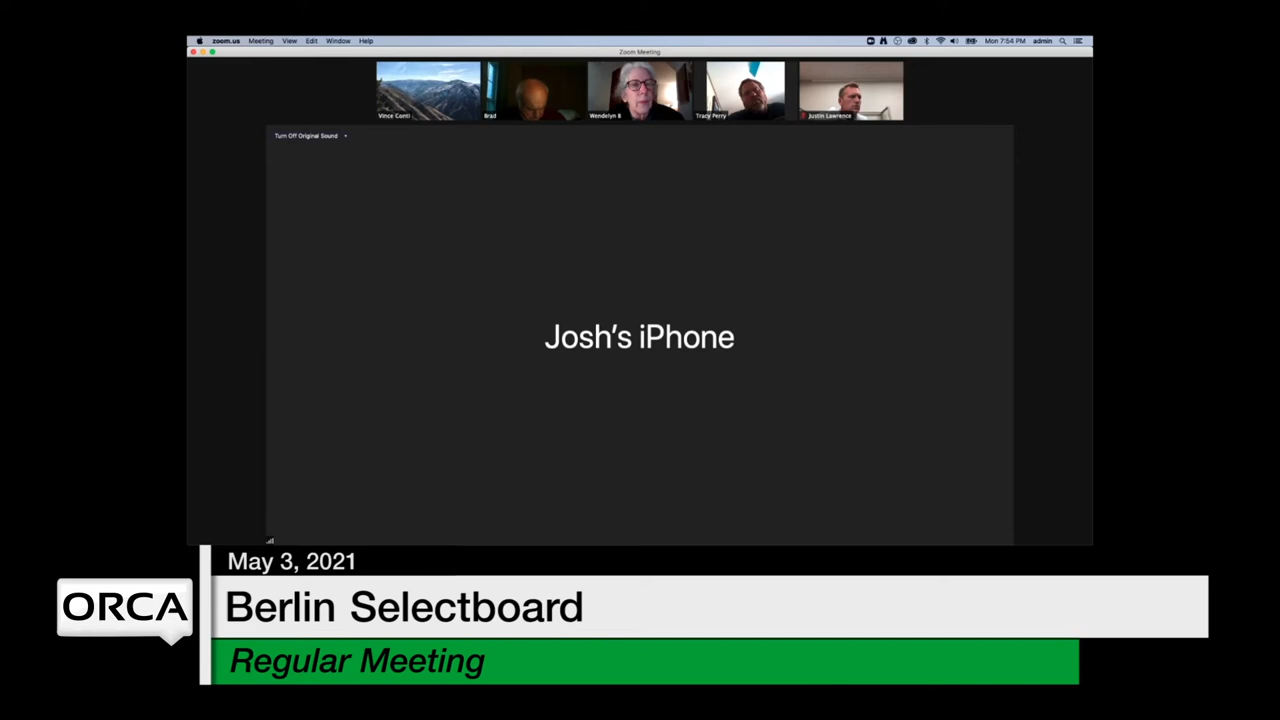 zoom.us Meeting View Edit Window Help Mon 7:54 PM admin
Zoom Meeting
Vince Conti Brad Wendelyn B Tracy Perry Justin Lawrence
Turn Off Original Sound
Josh's iPhone
May 3, 2021
ORCA
Berlin Selectboard
Regular Meeting